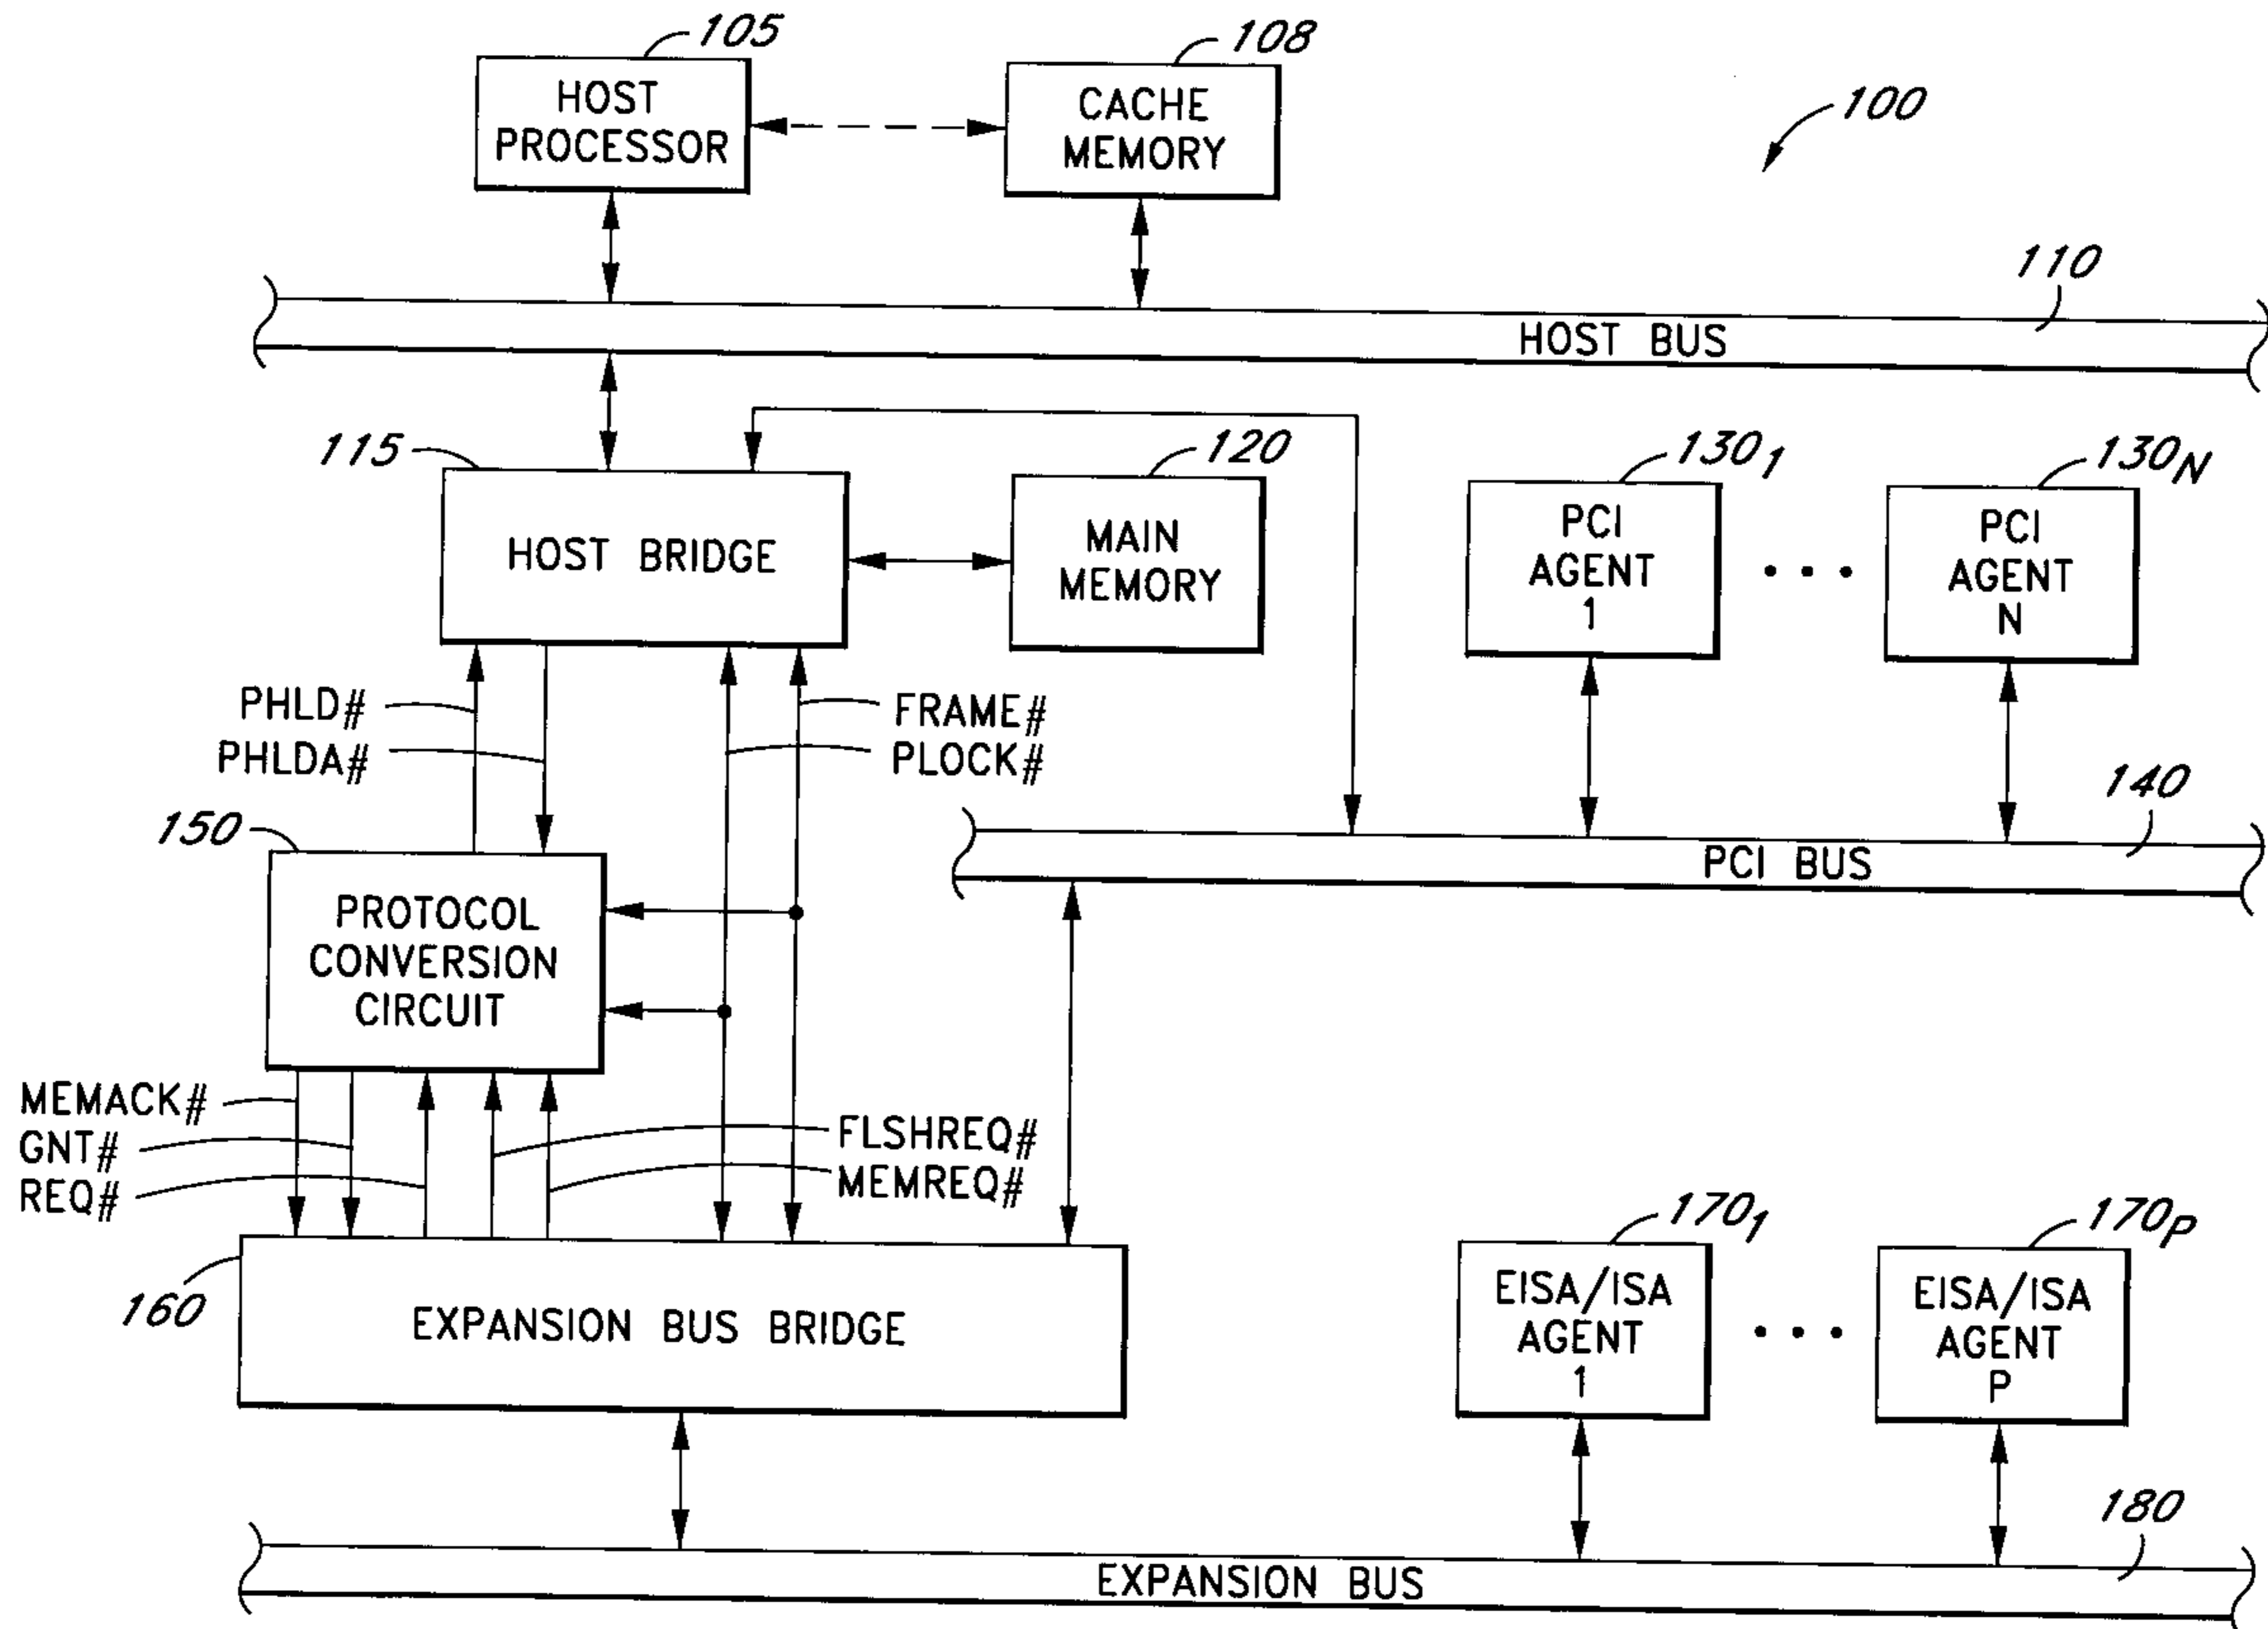 105
108
HOST
PROCESSOR
CACHE
MEMORY
100
110
HOST BUS
115
120
130₁
130N
HOST BRIDGE
MAIN
MEMORY
PCI
AGENT
1
PCI
AGENT
N
PHLD#
PHLDA#
FRAME#
PLOCK#
140
150
PCI BUS
PROTOCOL
CONVERSION
CIRCUIT
MEMACK#
GNT#
REQ#
FLSHREQ#
MEMREQ#
170₁
170P
160
EXPANSION BUS BRIDGE
EISA/ISA
AGENT
1
EISA/ISA
AGENT
P
180
EXPANSION BUS